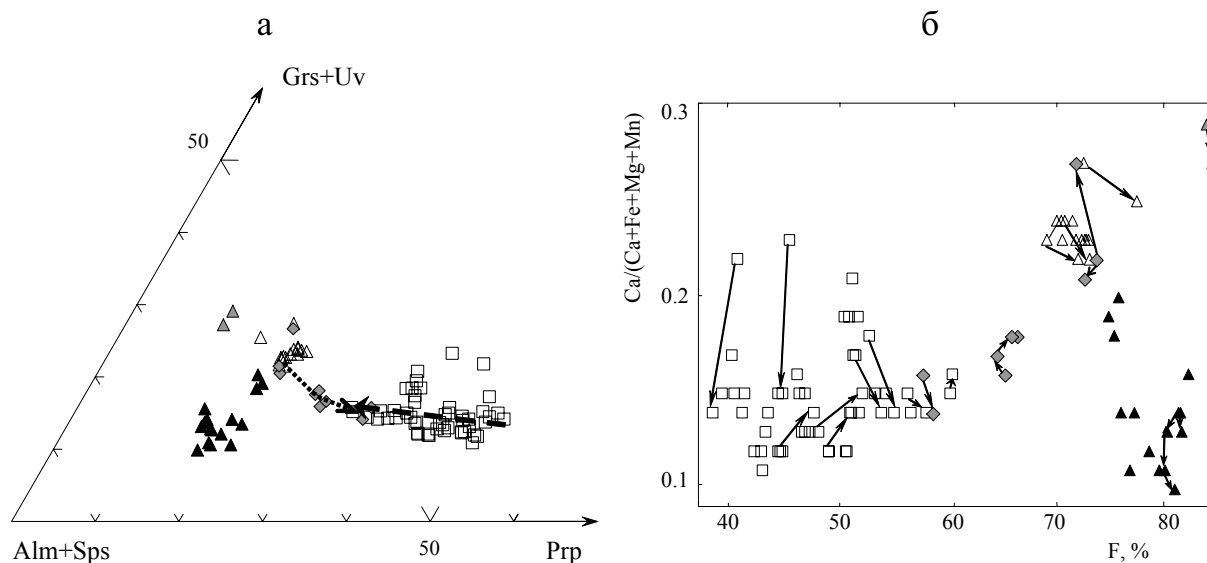 а
Grs+Uv
50
Alm+Sps
50
Prp
б
Ca/(Ca+Fe+Mg+Mn)
0.3
0.2
0.1
40 50 60 70 80
F, %